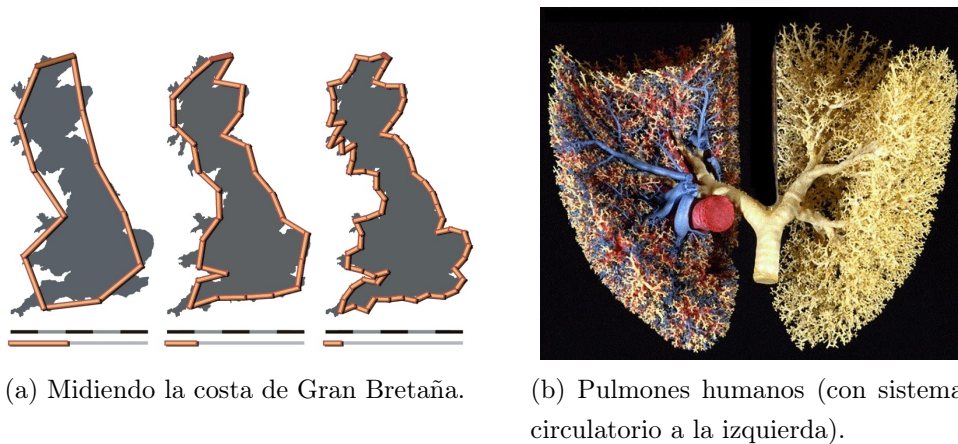 (a) Midiendo la costa de Gran Bretaña.
(b) Pulmones humanos (con sistema
circulatorio a la izquierda).